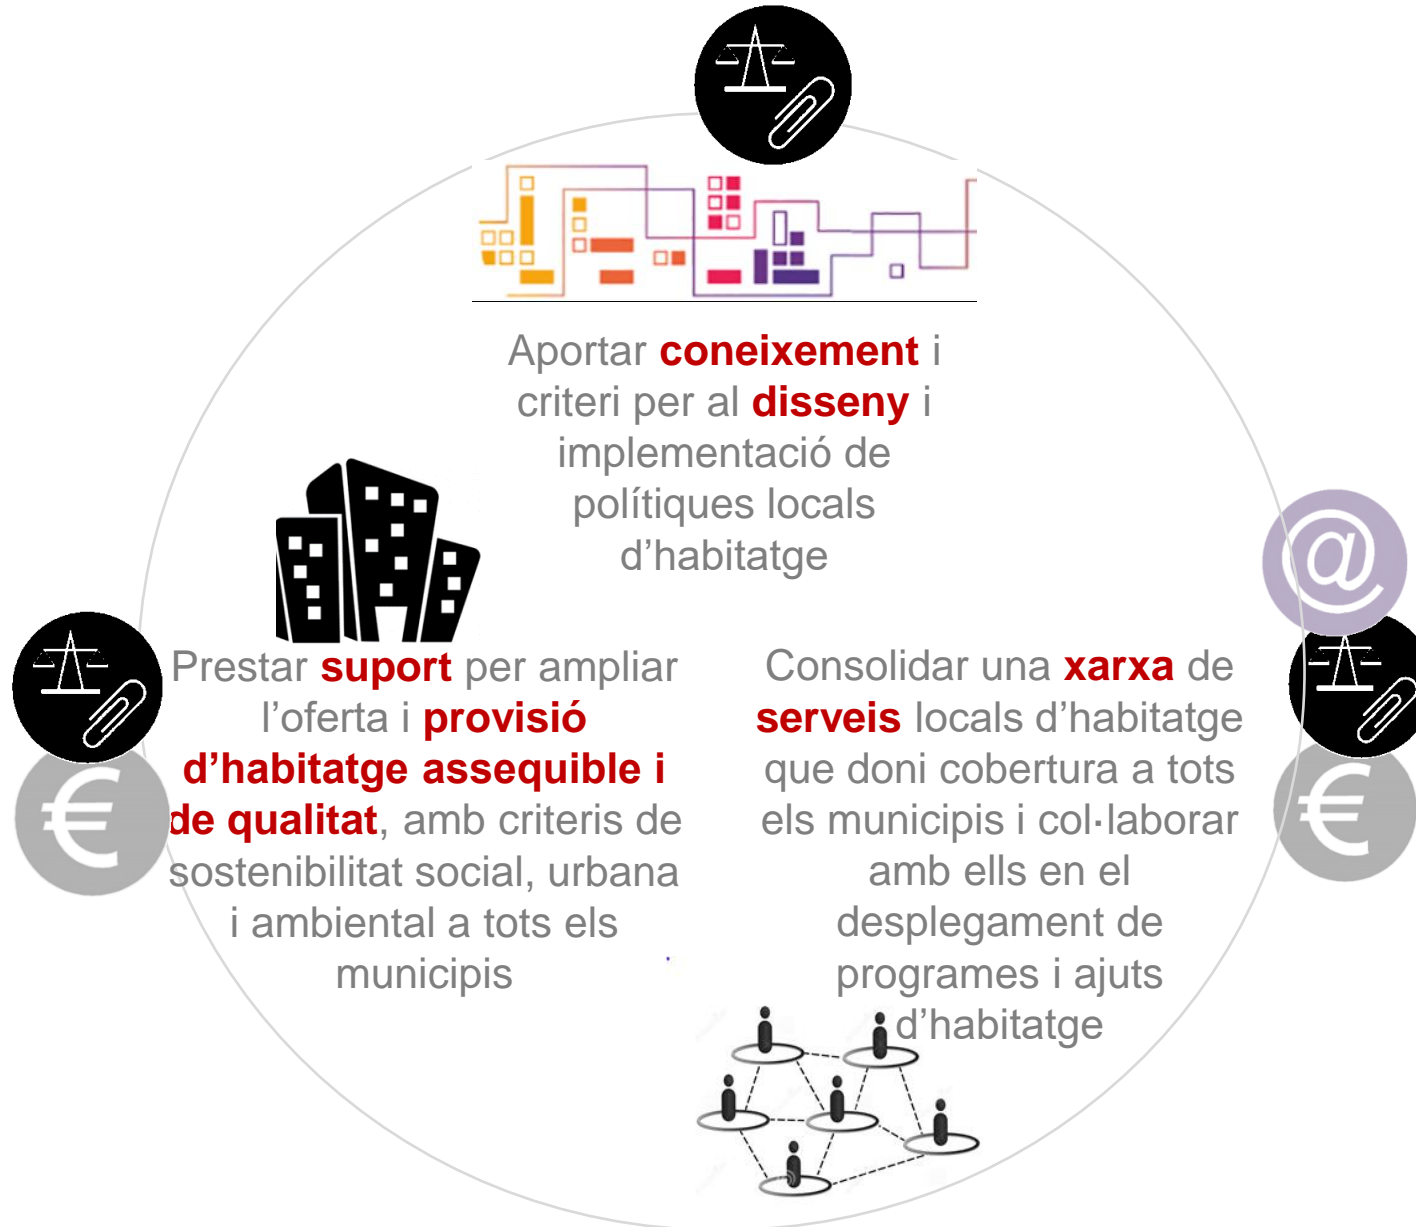 Aportar coneixement i
criteri per al disseny i
implementació de
polítiques locals
d’habitatge
Prestar suport per ampliar
l’oferta i provisió
d’habitatge assequible i
de qualitat, amb criteris de
sostenibilitat social, urbana
i ambiental a tots els
municipis
Consolidar una xarxa de
serveis locals d’habitatge
que doni cobertura a tots
els municipis i col·laborar
amb ells en el
desplegament de
programes i ajuts
d’habitatge
@
€
€